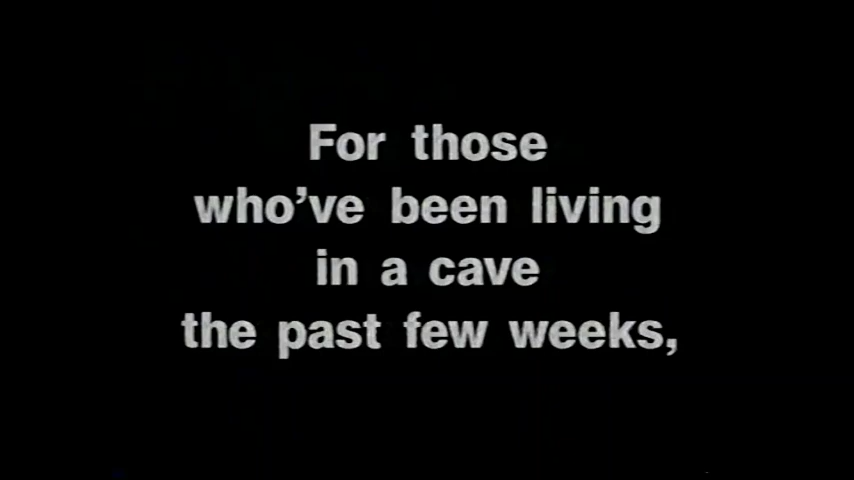 For those
who’ve been living
in a cave
the past few weeks,